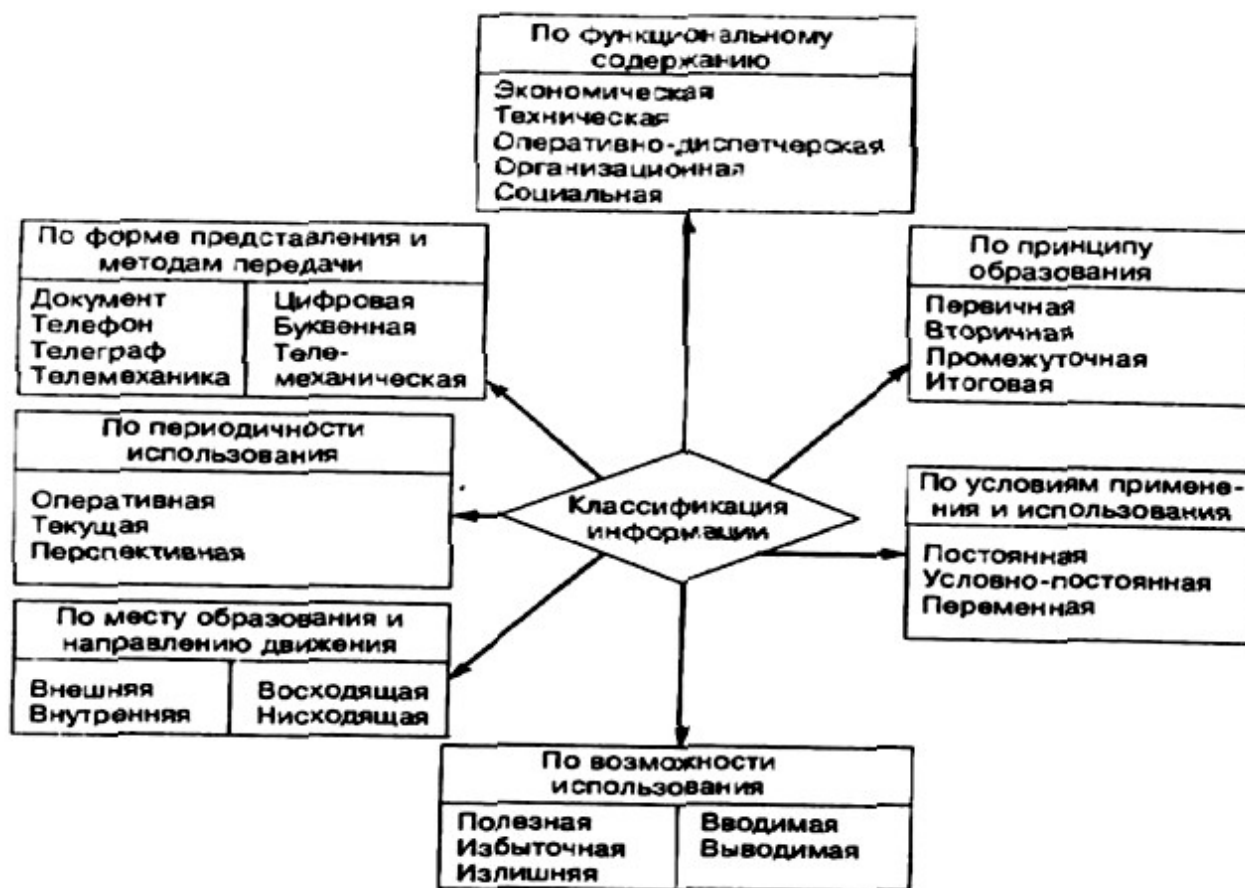 По функциональному
содержанию
Экономическая
Техническая
Оперативно-диспетчерская
Организационная
Социальная
По форме представления и
методам передачи
Документ
Телефон
Телеграф
Телемеханика
Цифровая
Буквенная
Теле-
механическая
По принципу
образования
Первичная
Вторичная
Промежуточная
Итоговая
По периодичности
использования
Оперативная
Текущая
Перспективная
Классификация
информации
По условиям примене-
ния и использования
Постоянная
Условно-постоянная
Переменная
По месту образования и
направлению движения
Внешняя
Внутренняя
Восходящая
Нисходящая
По возможности
использования
Полезная
Избыточная
Излишняя
Вводимая
Выводимая